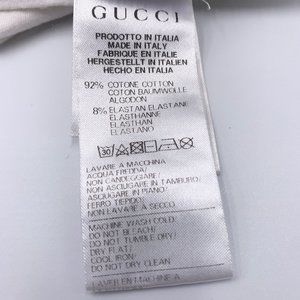 GUCCI
PRODOTTO IN ITALIA
MADE IN ITALY
FABRIQUE EN ITALIE
HERGESTELLT IN ITALIEN
HECHO EN ITALIA
92% COTONE COTTON
COTON BAUMWOLLE
ALGODON
8% ELASTAN ELASTANE
ELASTHANNE
ELASTHAN
ELASTANO
30
LAVARE A MACCHINA
ACQUA FREDDA/
NON CANDEGGIARE/
NON ASCIUGARE IN TAMBURO/
ASCIUGARE IN PIANO/
FERRO TIEPIDO
NON LAVARE A SECCO
MACHINE WASH COLD
DO NOT BLEACH/
DO NOT TUMBLE DRY/
DRY FLAT/
COOL IRON/
DO NOT DRY CLEAN
LAVER EN MACHINE A